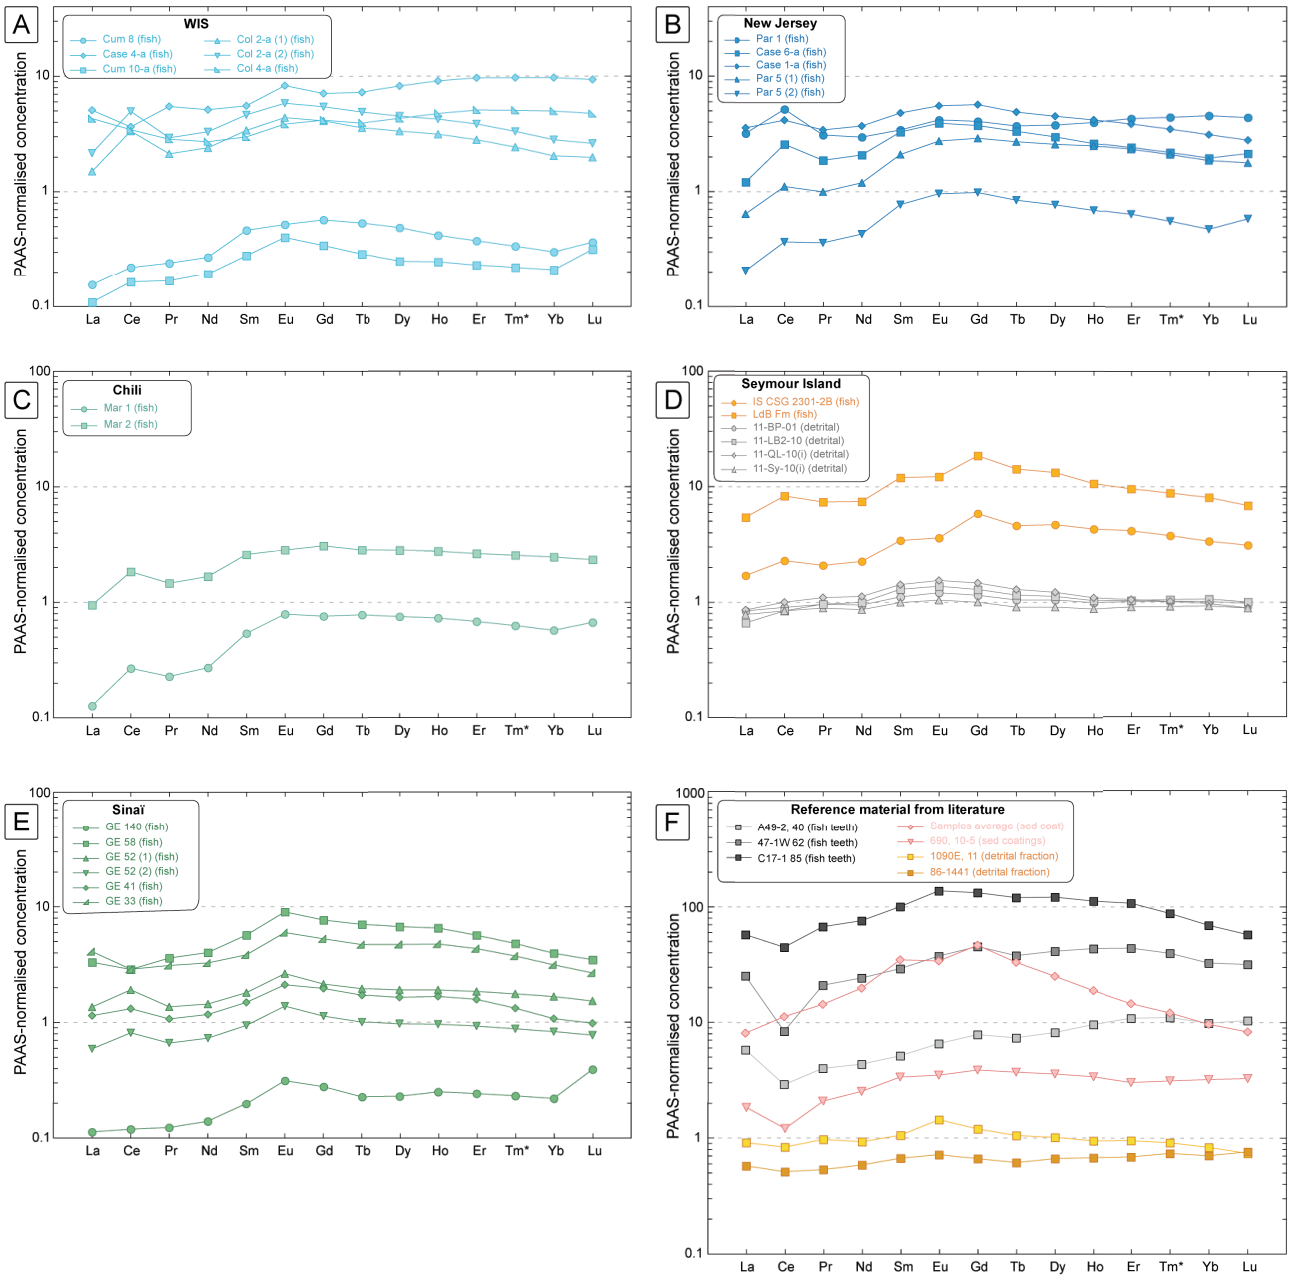 A
WIS
Cum 8 (fish)
Case 4-a (fish)
Cum 10-a (fish)
Col 2-a (1) (fish)
Col 2-a (2) (fish)
Col 4-a (fish)
PAAS-normalised concentration
10
1
0.1
La Ce Pr Nd Sm Eu Gd Tb Dy Ho Er Tm* Yb Lu
B
New Jersey
Par 1 (fish)
Case 6-a (fish)
Case 1-a (fish)
Par 5 (1) (fish)
Par 5 (2) (fish)
PAAS-normalised concentration
10
1
0.1
La Ce Pr Nd Sm Eu Gd Tb Dy Ho Er Tm* Yb Lu
C
Chili
Mar 1 (fish)
Mar 2 (fish)
PAAS-normalised concentration
100
10
1
0.1
La Ce Pr Nd Sm Eu Gd Tb Dy Ho Er Tm* Yb Lu
D
Seymour Island
IS CSG 2301-2B (fish)
LdB Fm (fish)
11-BP-01 (detrital)
11-LB2-10 (detrital)
11-QL-10(i) (detrital)
11-Sy-10(i) (detrital)
PAAS-normalised concentration
100
10
1
0.1
La Ce Pr Nd Sm Eu Gd Tb Dy Ho Er Tm* Yb Lu
E
Sinaï
GE 140 (fish)
GE 58 (fish)
GE 52 (1) (fish)
GE 52 (2) (fish)
GE 41 (fish)
GE 33 (fish)
PAAS-normalised concentration
100
10
1
0.1
La Ce Pr Nd Sm Eu Gd Tb Dy Ho Er Tm* Yb Lu
F
Reference material from literature
A49-2, 40 (fish teeth)
47-1W 62 (fish teeth)
C17-1 85 (fish teeth)
Samples average (sed coat)
690, 10-5 (sed coatings)
1090E, 11 (detrital fraction)
86-1441 (detrital fraction)
PAAS-normalised concentration
1000
100
10
1
0.1
La Ce Pr Nd Sm Eu Gd Tb Dy Ho Er Tm* Yb Lu